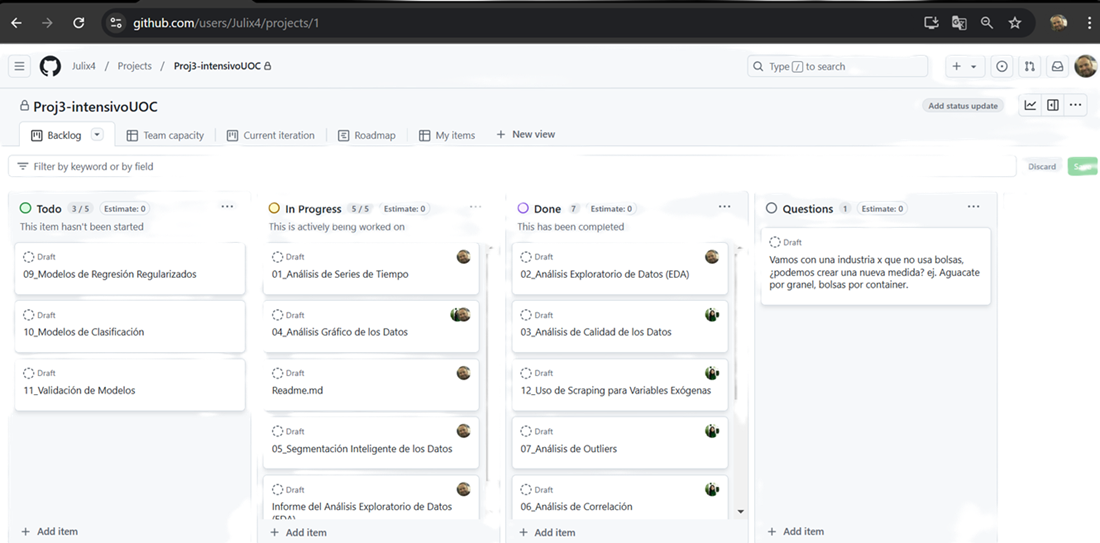 github.com/users/Julix4/projects/1
Julix4 / Projects / Proj3-intensivoUOC
Type / to search
Proj3-intensivoUOC
Add status update
Backlog
Team capacity
Current iteration
Roadmap
My items
+ New view
Filter by keyword or by field
Discard
Todo 3 / 5 Estimate: 0
This item hasn't been started
Draft
09_Modelos de Regresión Regularizados
Draft
10_Modelos de Clasificación
Draft
11_Validación de Modelos
+ Add item
In Progress 5 / 5 Estimate: 0
This is actively being worked on
Draft
01_Análisis de Series de Tiempo
Draft
04_Análisis Gráfico de los Datos
Draft
Readme.md
Draft
05_Segmentación Inteligente de los Datos
Draft
Informe del Análisis Exploratorio de Datos
(EDA)
+ Add item
Done 7 Estimate: 0
This has been completed
Draft
02_Análisis Exploratorio de Datos (EDA)
Draft
03_Análisis de Calidad de los Datos
Draft
12_Uso de Scraping para Variables Exógenas
Draft
07_Análisis de Outliers
Draft
06_Análisis de Correlación
+ Add item
Questions 1 Estimate: 0
Draft
Vamos con una industria x que no usa bolsas,
¿podemos crear una nueva medida? ej. Aguacate
por granel, bolsas por container.
+ Add item